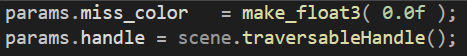 params.miss_color   = make_float3( 0.0f );
params.handle = scene.traversableHandle();